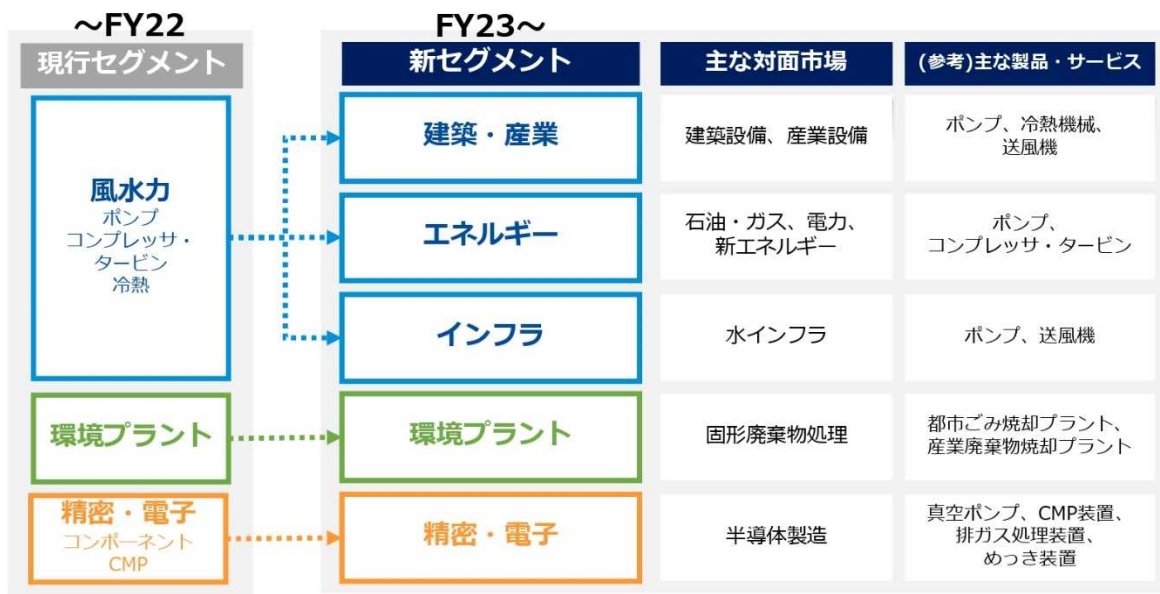 ～FY22
FY23～
現行セグメント
新セグメント
主な対面市場
(参考)主な製品・サービス
風水力
ポンプ
コンプレッサ・
タービン
冷熱
建築・産業
建築設備、産業設備
ポンプ、冷熱機械、
送風機
エネルギー
石油・ガス、電力、
新エネルギー
ポンプ、
コンプレッサ・タービン
インフラ
水インフラ
ポンプ、送風機
環境プラント
環境プラント
固形廃棄物処理
都市ごみ焼却プラント、
産業廃棄物焼却プラント
精密・電子
コンポーネント
CMP
精密・電子
半導体製造
真空ポンプ、CMP装置、
排ガス処理装置、
めっき装置